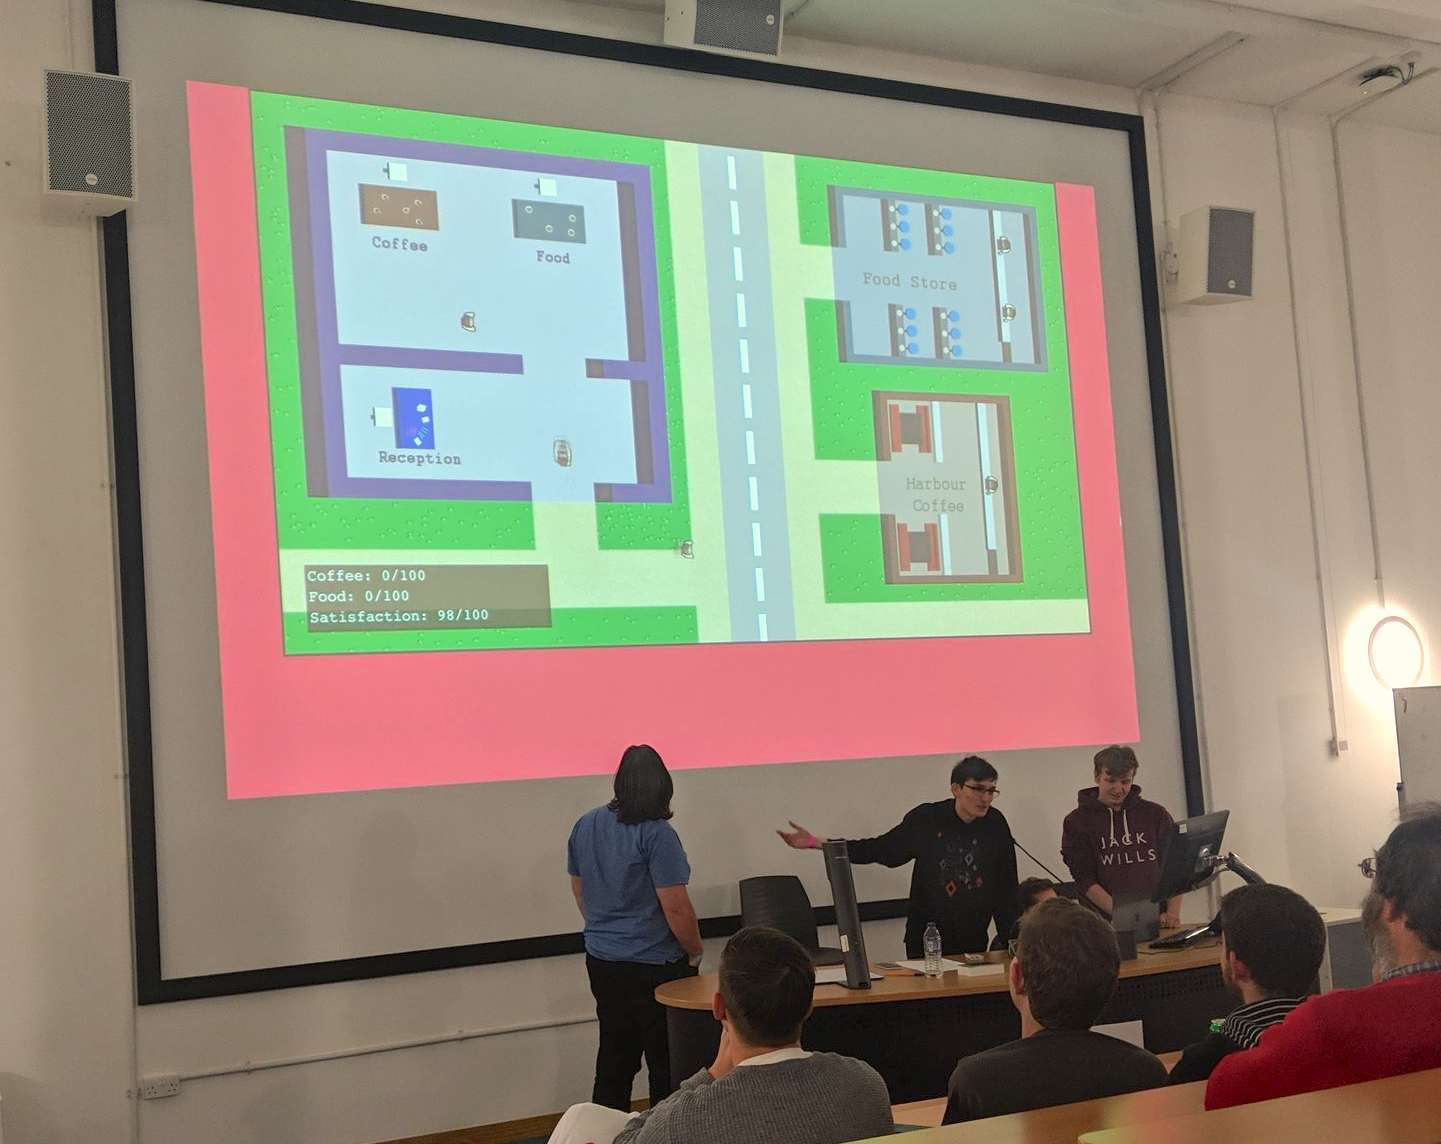 Coffee
Food
Food Store
Reception
Harbour
Coffee
Coffee: 0/100
Food: 0/100
Satisfaction: 98/100
JACK
WILLS